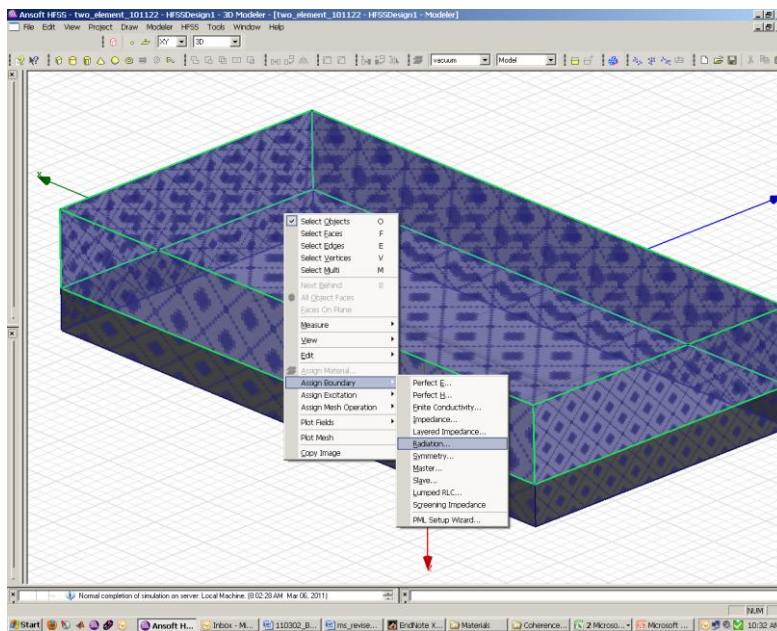 Ansoft HFSS - two_element_101122 - HFSSDesign1 - 3D Modeler - [two_element_101122 - HFSSDesign1 - Modeler]
File Edit View Project Draw Modeler HFSS Tools Window Help
XY 3D
vacuum Model
Select Objects O
Select Faces F
Select Edges E
Select Vertices V
Select Multi M
Next Behind B
All Object Faces
Faces On Plane
Measure
View
Edit
Assign Material...
Assign Boundary
Assign Excitation
Assign Mesh Operation
Plot Fields
Plot Mesh
Copy Image
Perfect E...
Perfect H...
Finite Conductivity...
Impedance...
Layered Impedance...
Radiation...
Symmetry...
Master...
Slave...
Lumped RLC...
Screening Impedance
PML Setup Wizard...
Normal completion of simulation on server: Local Machine. (8:02:28 AM Mar 06, 2011)
NUM
Start Ansoft H... Inbox - M... 110302_B... ms_revise... EndNote X... Materials Coherence... 2 Microso... Microsoft ... 10:32 AM